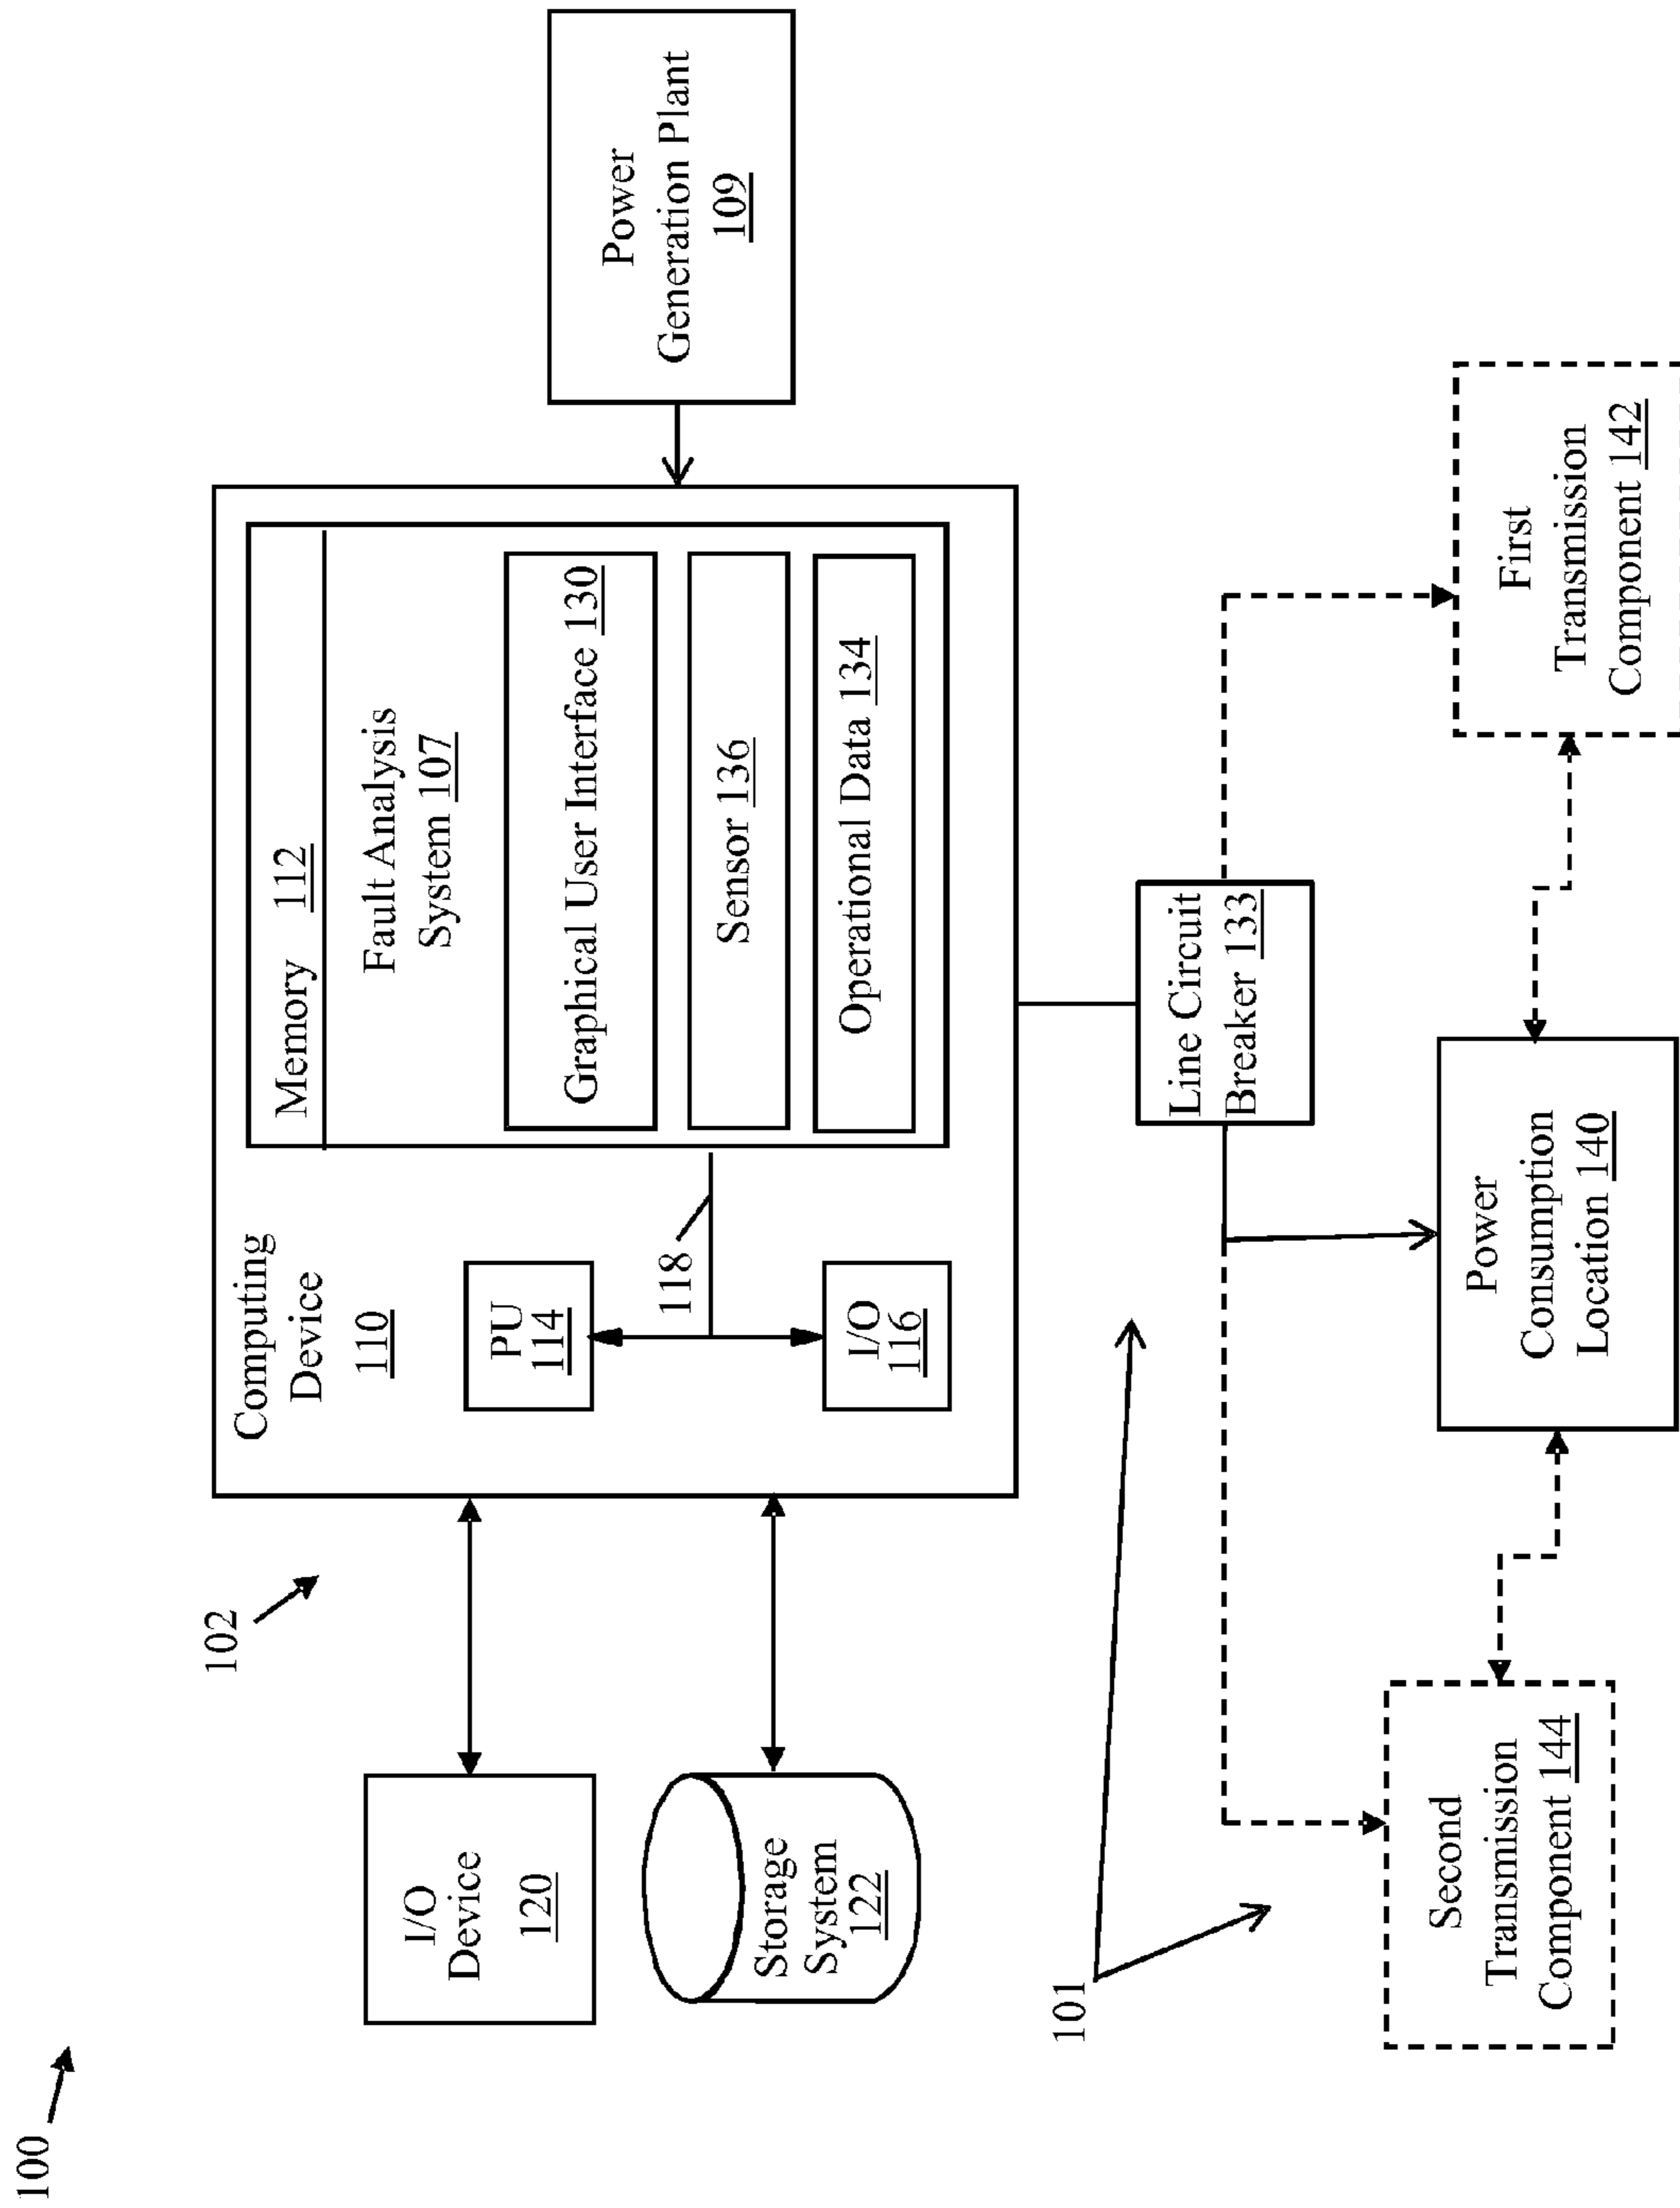 100
102
Computing
Device
110
Memory 112
Fault Analysis
System 107
Graphical User Interface 130
Sensor 136
Operational Data 134
PU
114
118
I/O
116
I/O
Device
120
Storage
System
122
Power
Generation Plant
109
101
Line Circuit
Breaker 133
Second
Transmission
Component 144
Power
Consumption
Location 140
First
Transmission
Component 142